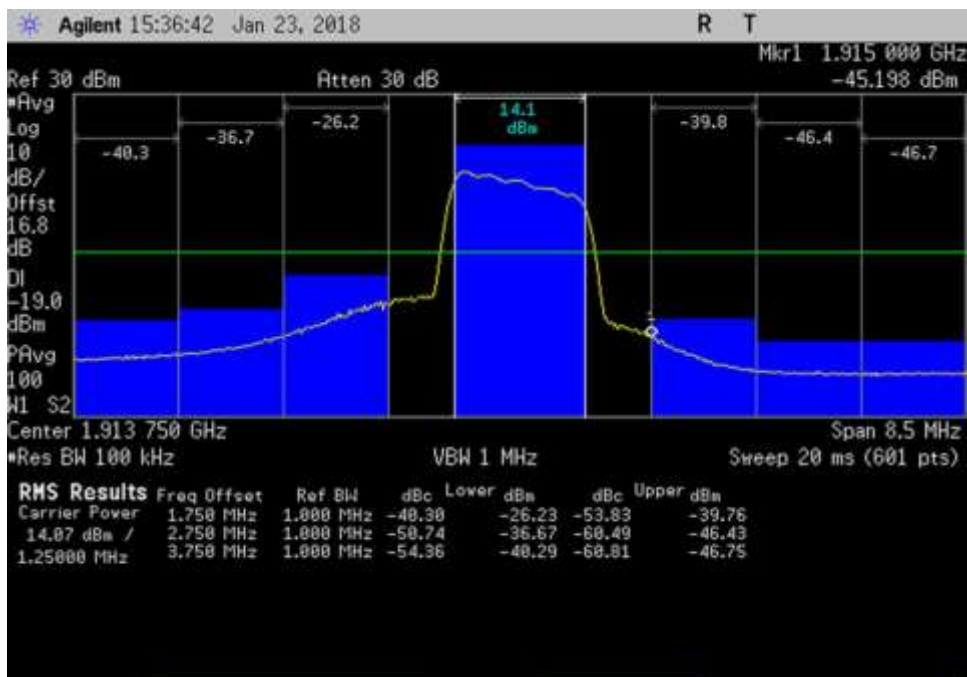 Agilent 15:36:42 Jan 23, 2018 R T
Mkr1 1.915 000 GHz
Ref 30 dBm Atten 30 dB -45.198 dBm
*Avg
Log
10
dB/
Offst
16.8
dB
DI
-19.0
dBm
PAvg
100
W1 S2
-40.3 -36.7 -26.2 14.1 dBm -39.8 -46.4 -46.7
Center 1.913 750 GHz Span 8.5 MHz
*Res BW 100 kHz VBW 1 MHz Sweep 20 ms (601 pts)
RMS Results Freq Offset Ref BW dBc Lower dBm dBc Upper dBm
Carrier Power 1.750 MHz 1.000 MHz -40.30 -26.23 -53.83 -39.76
14.07 dBm / 2.750 MHz 1.000 MHz -50.74 -36.67 -60.49 -46.43
1.25000 MHz 3.750 MHz 1.000 MHz -54.36 -40.29 -60.81 -46.75